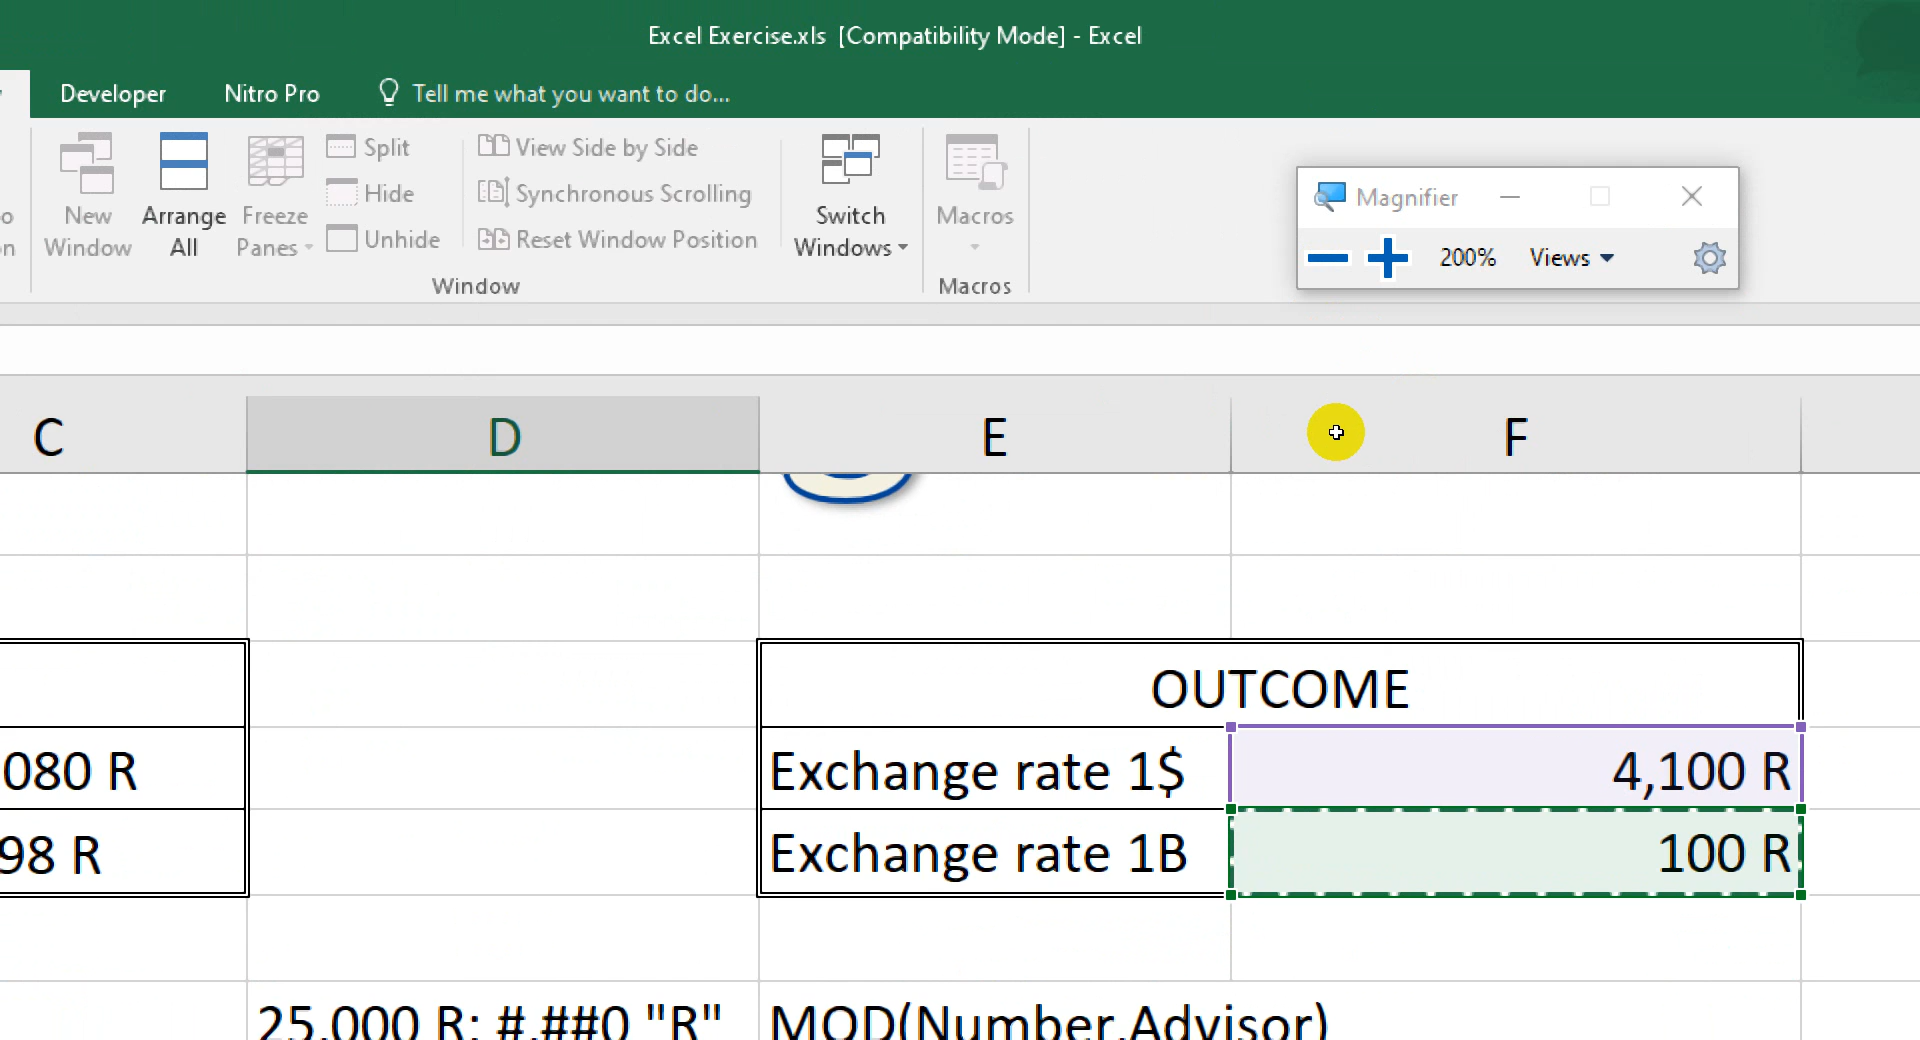 Excel Exercise.xls [Compatibility Mode] - Excel
Developer
Nitro Pro
Tell me what you want to do...
New Window
Arrange All
Freeze Panes
Split
Hide
Unhide
View Side by Side
Synchronous Scrolling
Reset Window Position
Switch Windows
Macros
Window
Macros
Magnifier
200%
Views
C
D
E
F
OUTCOME
080 R
Exchange rate 1$
4,100 R
98 R
Exchange rate 1B
100 R
25,000 R: #,##0 "R"
MOD(Number,Advisor)